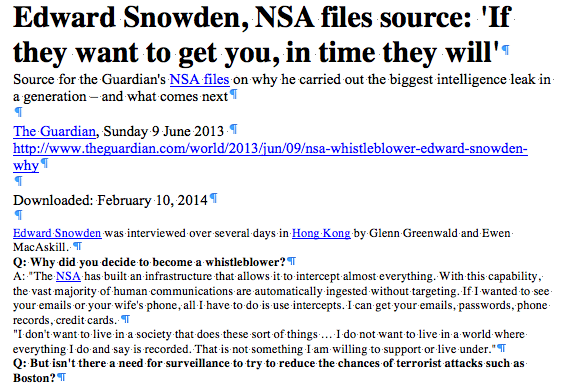 Edward Snowden, NSA files source: 'If
they want to get you, in time they will'¶
Source for the Guardian's NSA files on why he carried out the biggest intelligence leak in
a generation – and what comes next¶
¶
The Guardian, Sunday 9 June 2013 ¶
http://www.theguardian.com/world/2013/jun/09/nsa-whistleblower-edward-snowden-
why¶
¶
Downloaded: February 10, 2014¶
¶
Edward Snowden was interviewed over several days in Hong Kong by Glenn Greenwald and Ewen
MacAskill. ¶
Q: Why did you decide to become a whistleblower?¶
A: "The NSA has built an infrastructure that allows it to intercept almost everything. With this capability,
the vast majority of human communications are automatically ingested without targeting. If I wanted to see
your emails or your wife's phone, all I have to do is use intercepts. I can get your emails, passwords, phone
records, credit cards. ¶
"I don't want to live in a society that does these sort of things … I do not want to live in a world where
everything I do and say is recorded. That is not something I am willing to support or live under."¶
Q: But isn't there a need for surveillance to try to reduce the chances of terrorist attacks such as
Boston?¶